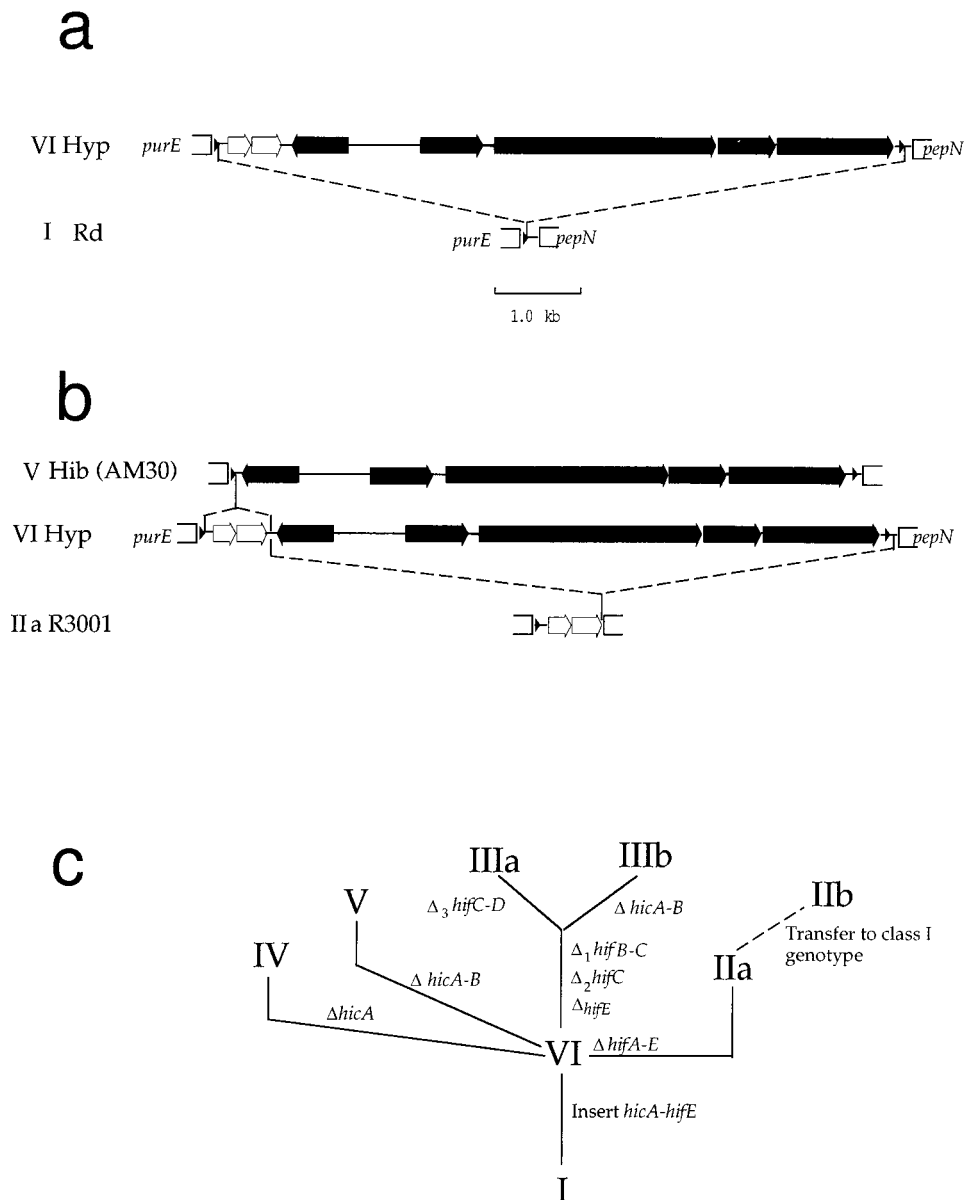 a
VI Hyp purE pepN
I Rd purE pepN
1.0 kb
b
V Hib (AM30)
VI Hyp purE pepN
IIa R3001
c
IIIa IIIb
V Δ3 hifC-D Δ hicA-B IIb
IV Δ hicA-B Δ1 hifB-C IIa Transfer to class I
genotype
Δ2 hifC
ΔhicA ΔhifE
VI Δ hifA-E
Insert hicA-hifE
I